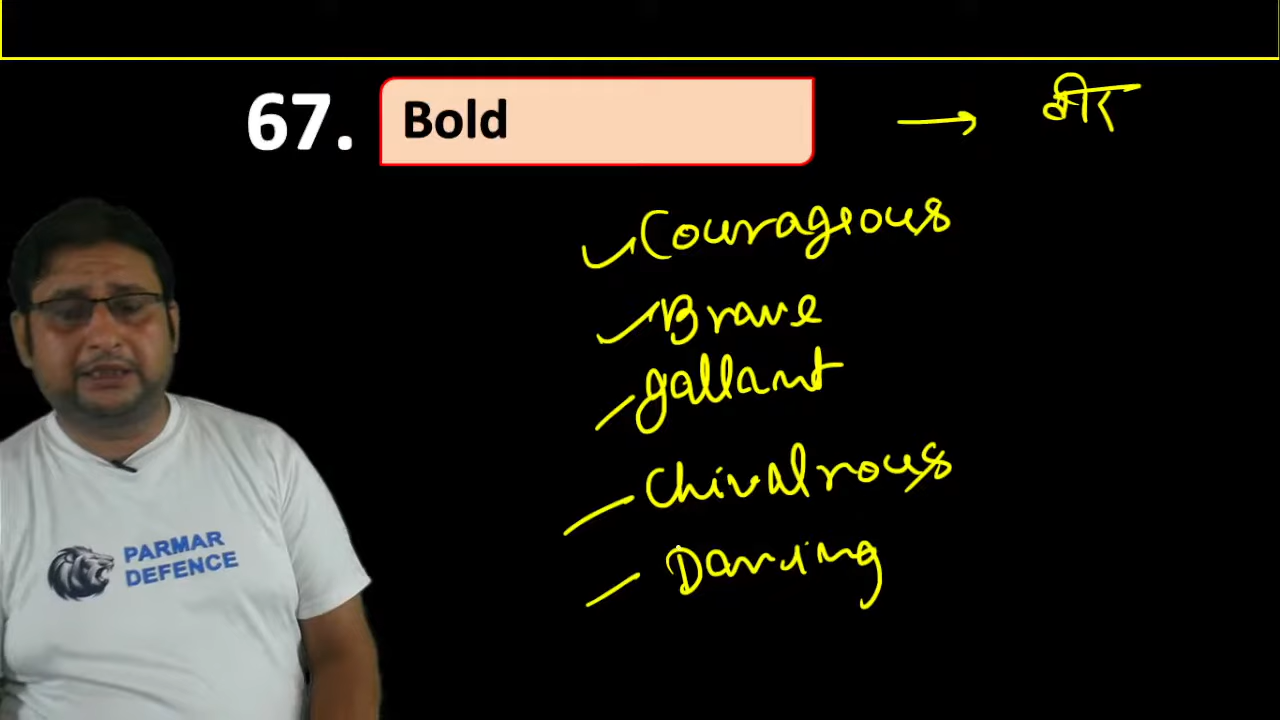 67. Bold → वीर
Courageous
Brave
gallant
Chivalrous
Daring
PARMAR
DEFENCE